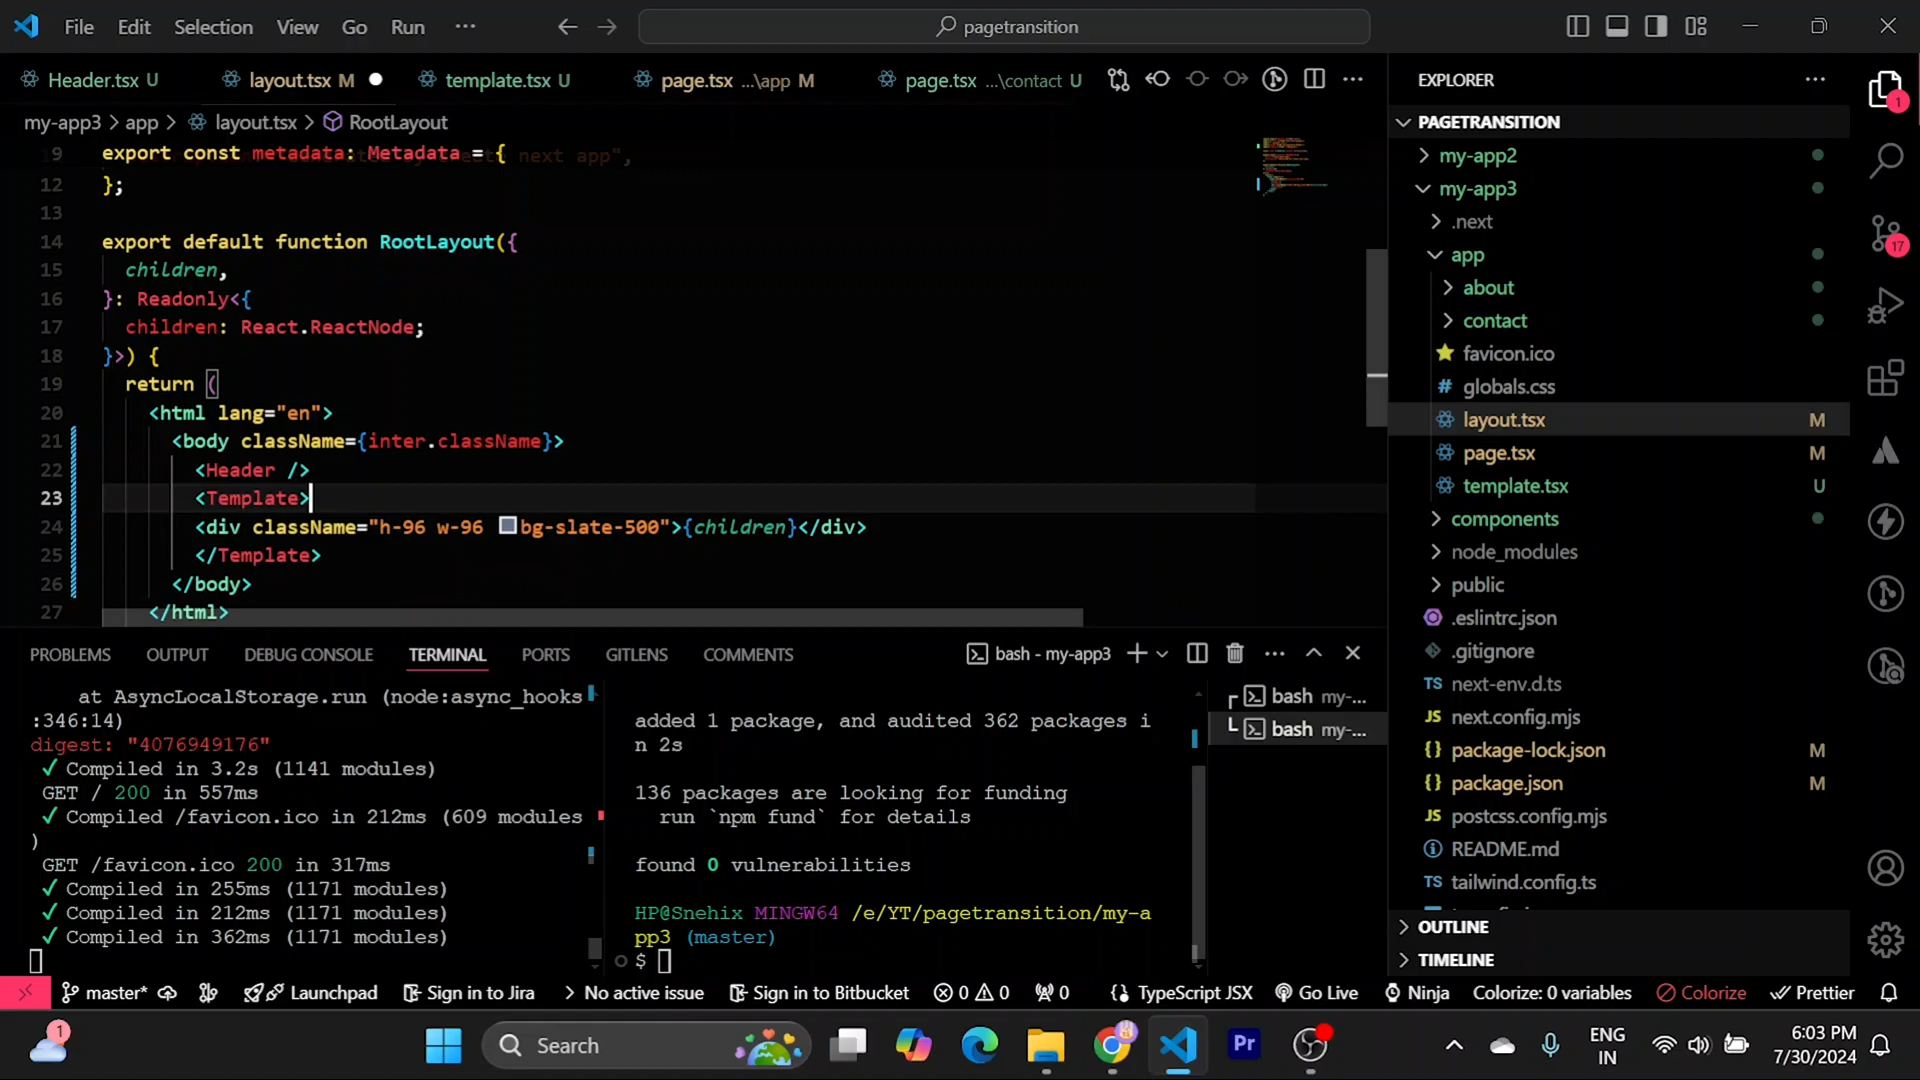 File Edit Selection View Go Run ··· pagetransition
Header.tsx U layout.tsx M template.tsx U page.tsx ...\app M page.tsx ...\contact U
my-app3 > app > layout.tsx > RootLayout
19 export const metadata: Metadata = {
12 };
13
14 export default function RootLayout({
15 children,
16 }: Readonly<{
17 children: React.ReactNode;
18 }>) {
19 return (
20 <html lang="en">
21 <body className={inter.className}>
22 <Header />
23 <Template>
24 <div className="h-96 w-96 bg-slate-500">{children}</div>
25 </Template>
26 </body>
27 </html>
PROBLEMS OUTPUT DEBUG CONSOLE TERMINAL PORTS GITLENS COMMENTS bash - my-app3
at AsyncLocalStorage.run (node:async_hooks
:346:14)
digest: "4076949176"
✓ Compiled in 3.2s (1141 modules)
GET / 200 in 557ms
✓ Compiled /favicon.ico in 212ms (609 modules
)
GET /favicon.ico 200 in 317ms
✓ Compiled in 255ms (1171 modules)
✓ Compiled in 212ms (1171 modules)
✓ Compiled in 362ms (1171 modules)
added 1 package, and audited 362 packages i
n 2s
136 packages are looking for funding
run `npm fund` for details
found 0 vulnerabilities
HP@Snehix MINGW64 /e/YT/pagetransition/my-a
pp3 (master)
$
bash my-...
bash my-...
EXPLORER
PAGETRANSITION
my-app2
my-app3
.next
app
about
contact
favicon.ico
globals.css
layout.tsx M
page.tsx M
template.tsx U
components
node_modules
public
.eslintrc.json
.gitignore
TS next-env.d.ts
JS next.config.mjs
{} package-lock.json M
{} package.json M
JS postcss.config.mjs
README.md
TS tailwind.config.ts
OUTLINE
TIMELINE
1
17
master* Launchpad Sign in to Jira No active issue Sign in to Bitbucket 0 0 0 TypeScript JSX Go Live Ninja Colorize: 0 variables Colorize Prettier
1
Search
Pr
ENG
IN
6:03 PM
7/30/2024